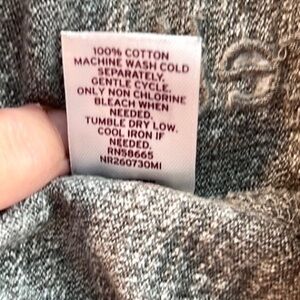 100% COTTON
MACHINE WASH COLD
SEPARATELY.
GENTLE CYCLE.
ONLY NON CHLORINE
BLEACH WHEN
NEEDED.
TUMBLE DRY LOW.
COOL IRON IF
NEEDED.
RN58665
NR260730MI